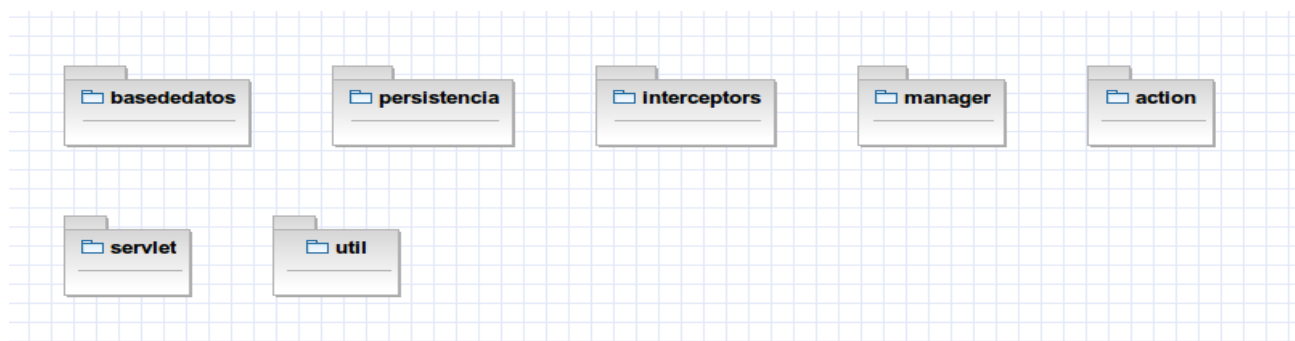 basededatos
persistencia
interceptors
manager
action
servlet
util